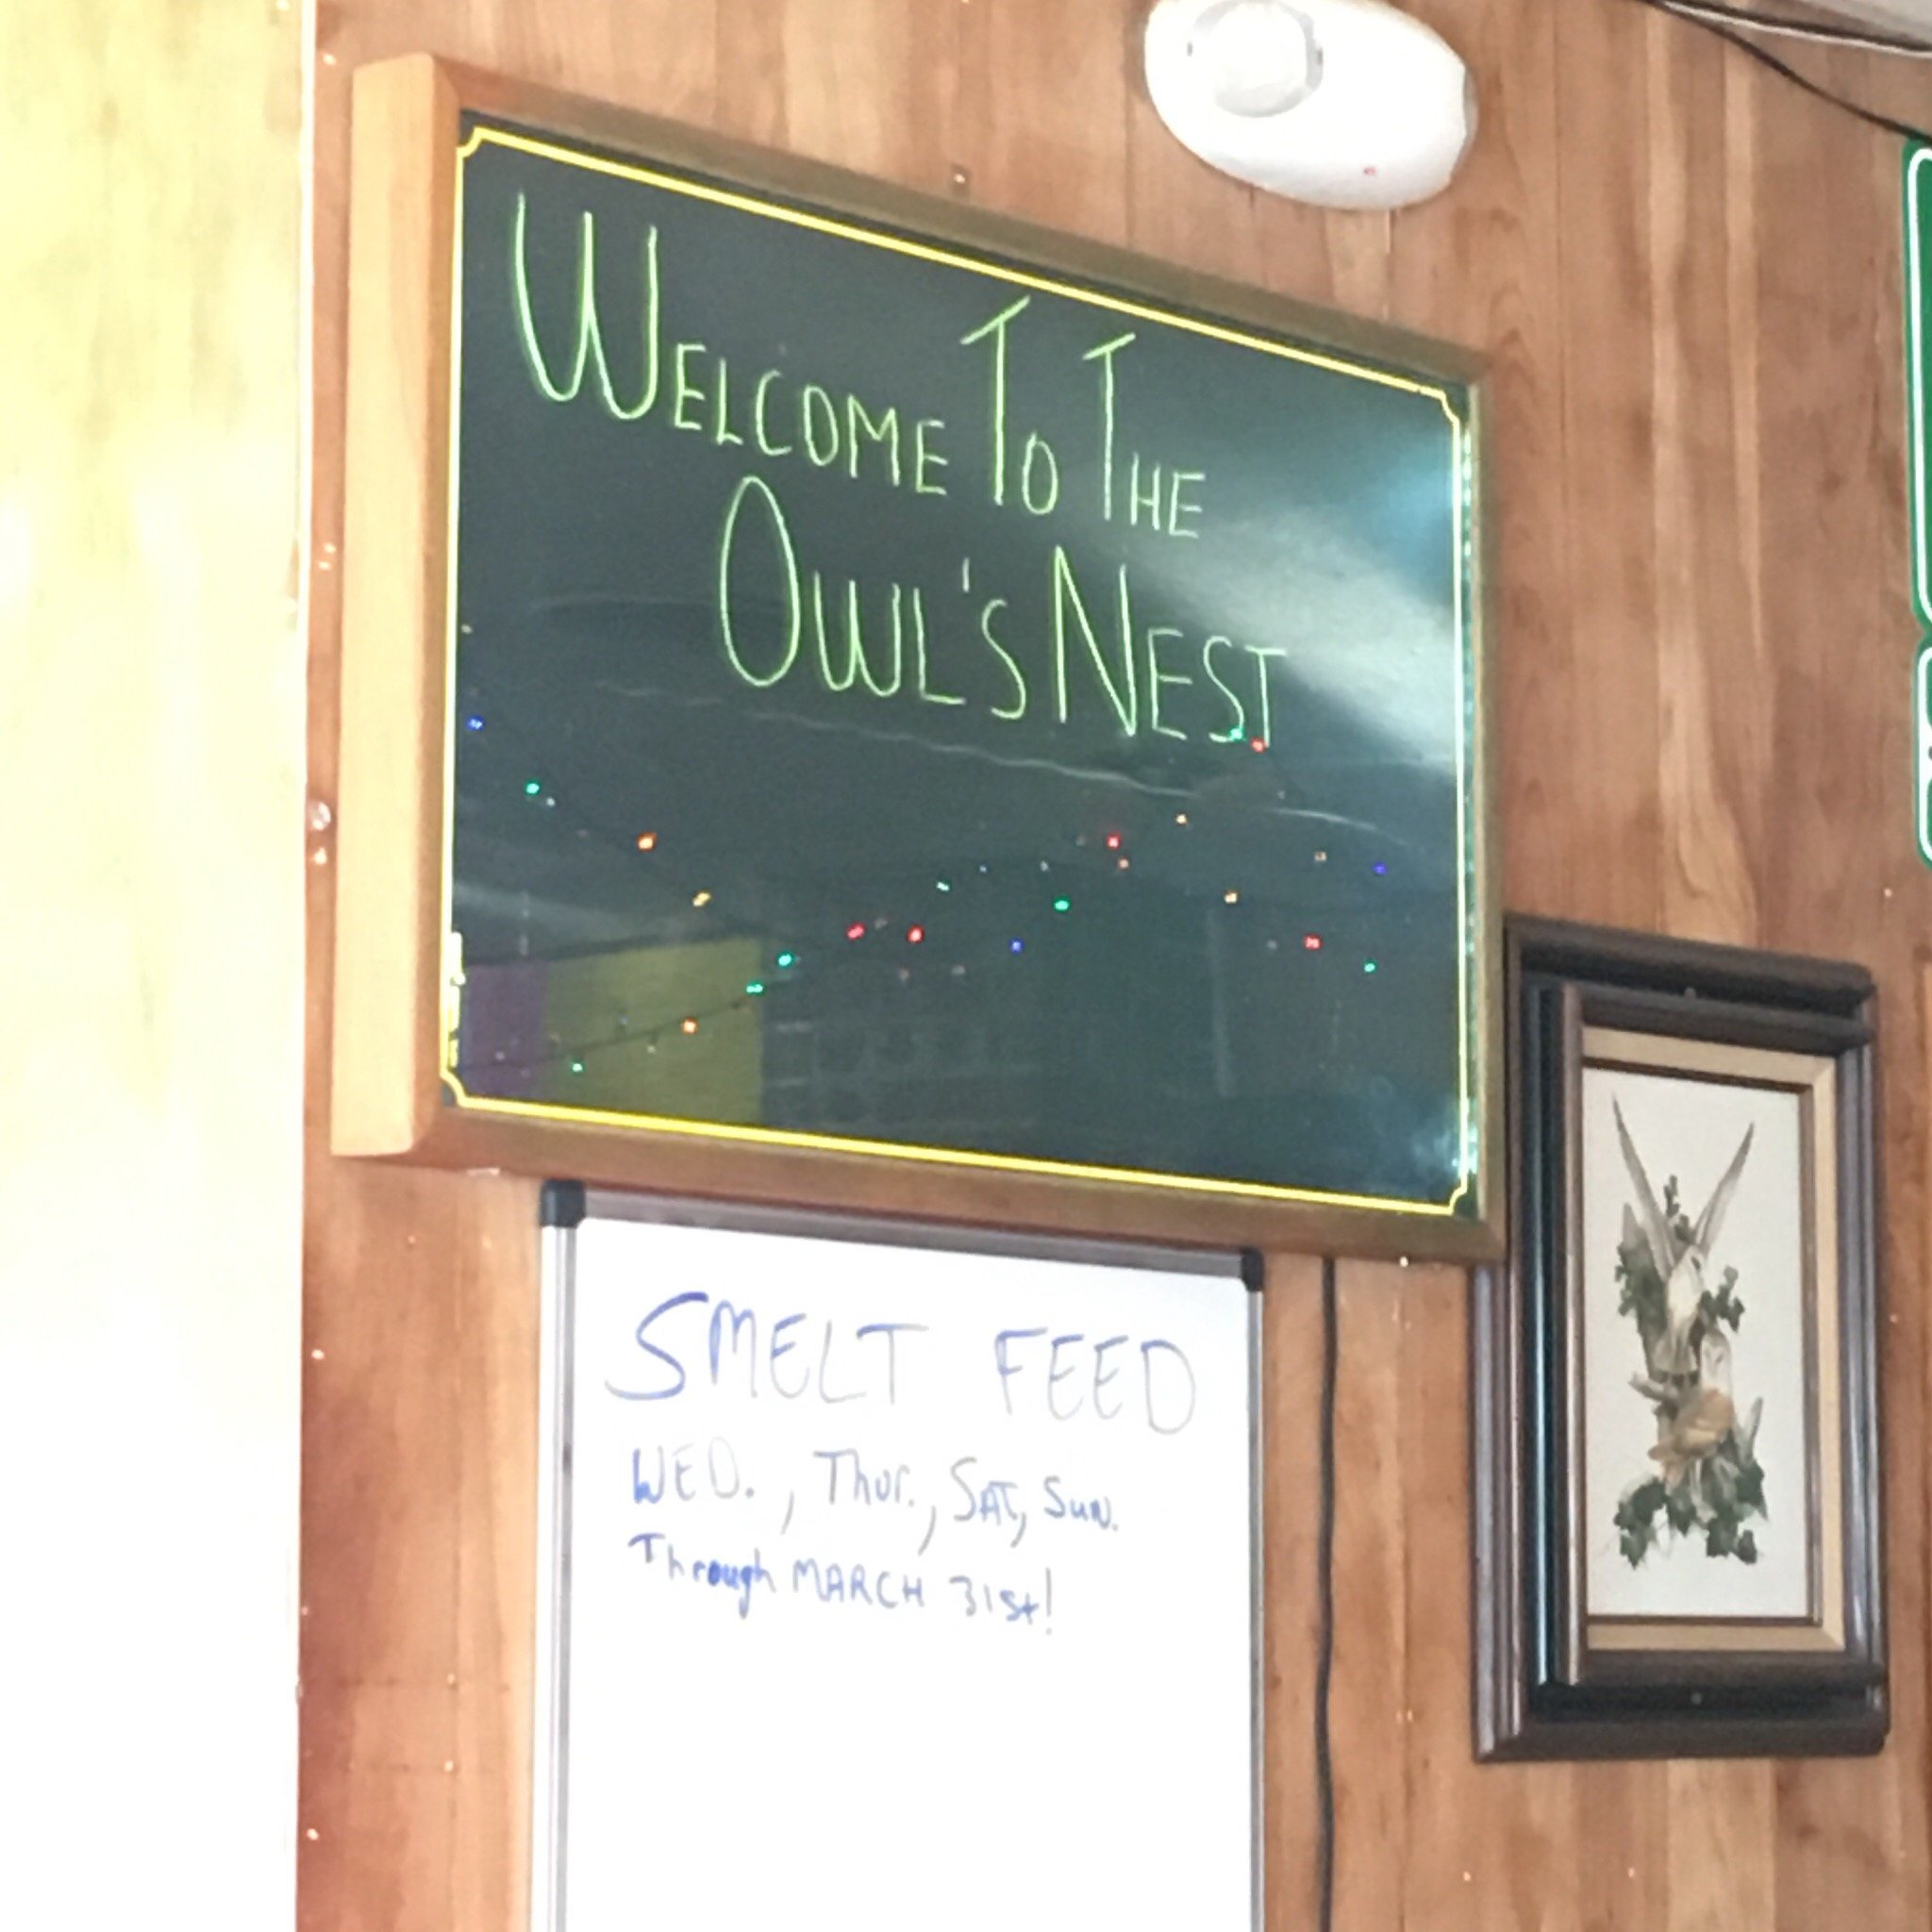 WELCOME TO THE
OWL'S NEST
SMELT FEED
WED., Thur., SAT, Sun.
Through MARCH 31st!